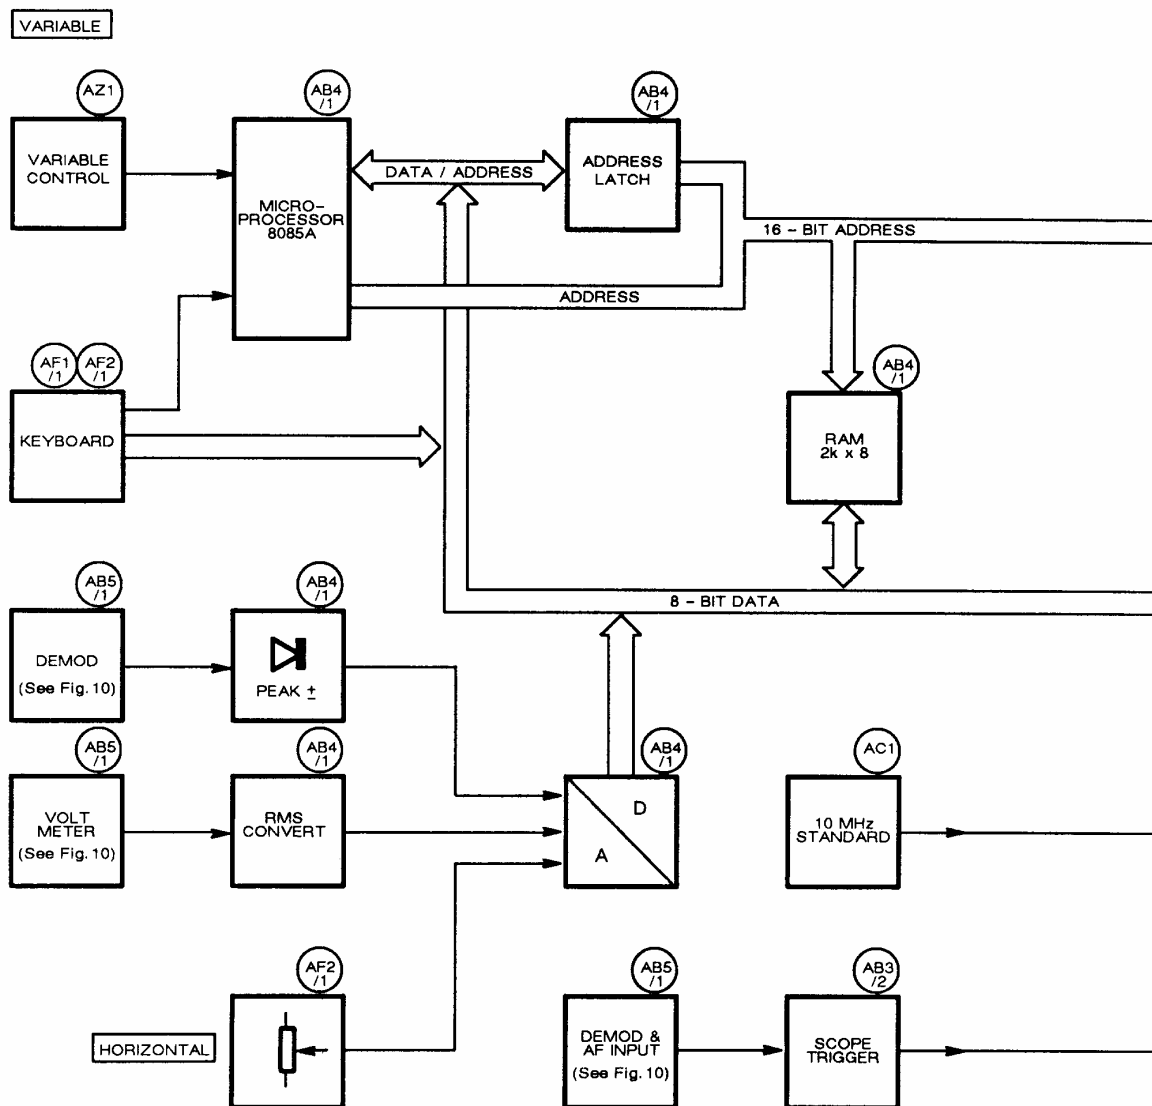 VARIABLE
AZ1
VARIABLE
CONTROL
AB4
/1
MICRO-
PROCESSOR
8085A
DATA / ADDRESS
AB4
/1
ADDRESS
LATCH
16 - BIT ADDRESS
ADDRESS
AF1
/1
AF2
/1
KEYBOARD
AB4
/1
RAM
2k x 8
8 - BIT DATA
AB5
/1
DEMOD
(See Fig. 10)
AB4
/1
PEAK ±
AB5
/1
VOLT
METER
(See Fig. 10)
AB4
/1
RMS
CONVERT
AB4
/1
D
A
AC1
10 MHz
STANDARD
HORIZONTAL
AF2
/1
AB5
/1
DEMOD &
AF INPUT
(See Fig. 10)
AB3
/2
SCOPE
TRIGGER